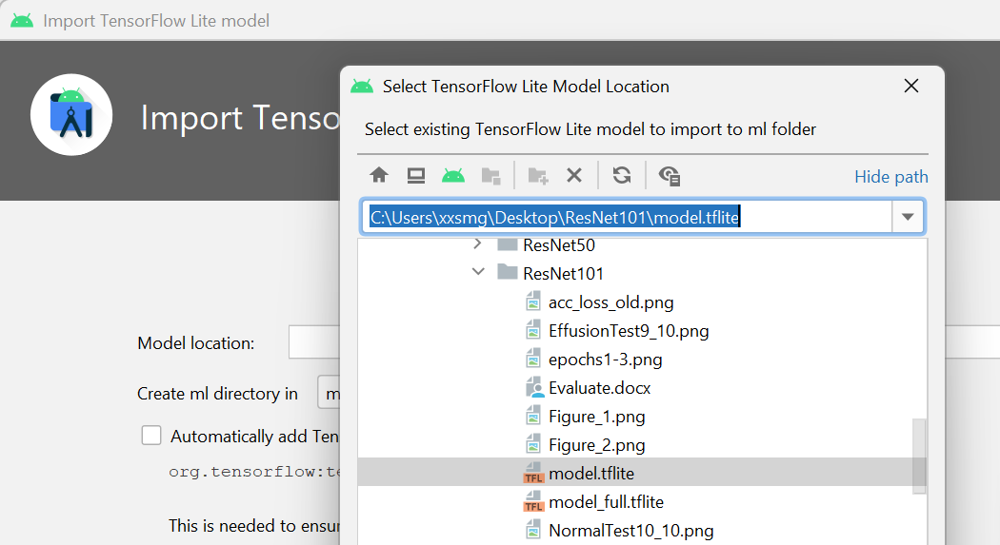 Import TensorFlow Lite model
Import Tenso
Select TensorFlow Lite Model Location
Select existing TensorFlow Lite model to import to ml folder
Hide path
C:\Users\xxsmg\Desktop\ResNet101\model.tflite
ResNet50
ResNet101
acc_loss_old.png
EffusionTest9_10.png
epochs1-3.png
Evaluate.docx
Figure_1.png
Figure_2.png
TFL model.tflite
TFL model_full.tflite
NormalTest10_10.png
Model location:
Create ml directory in m
Automatically add Ten
org.tensorflow:te
This is needed to ensur